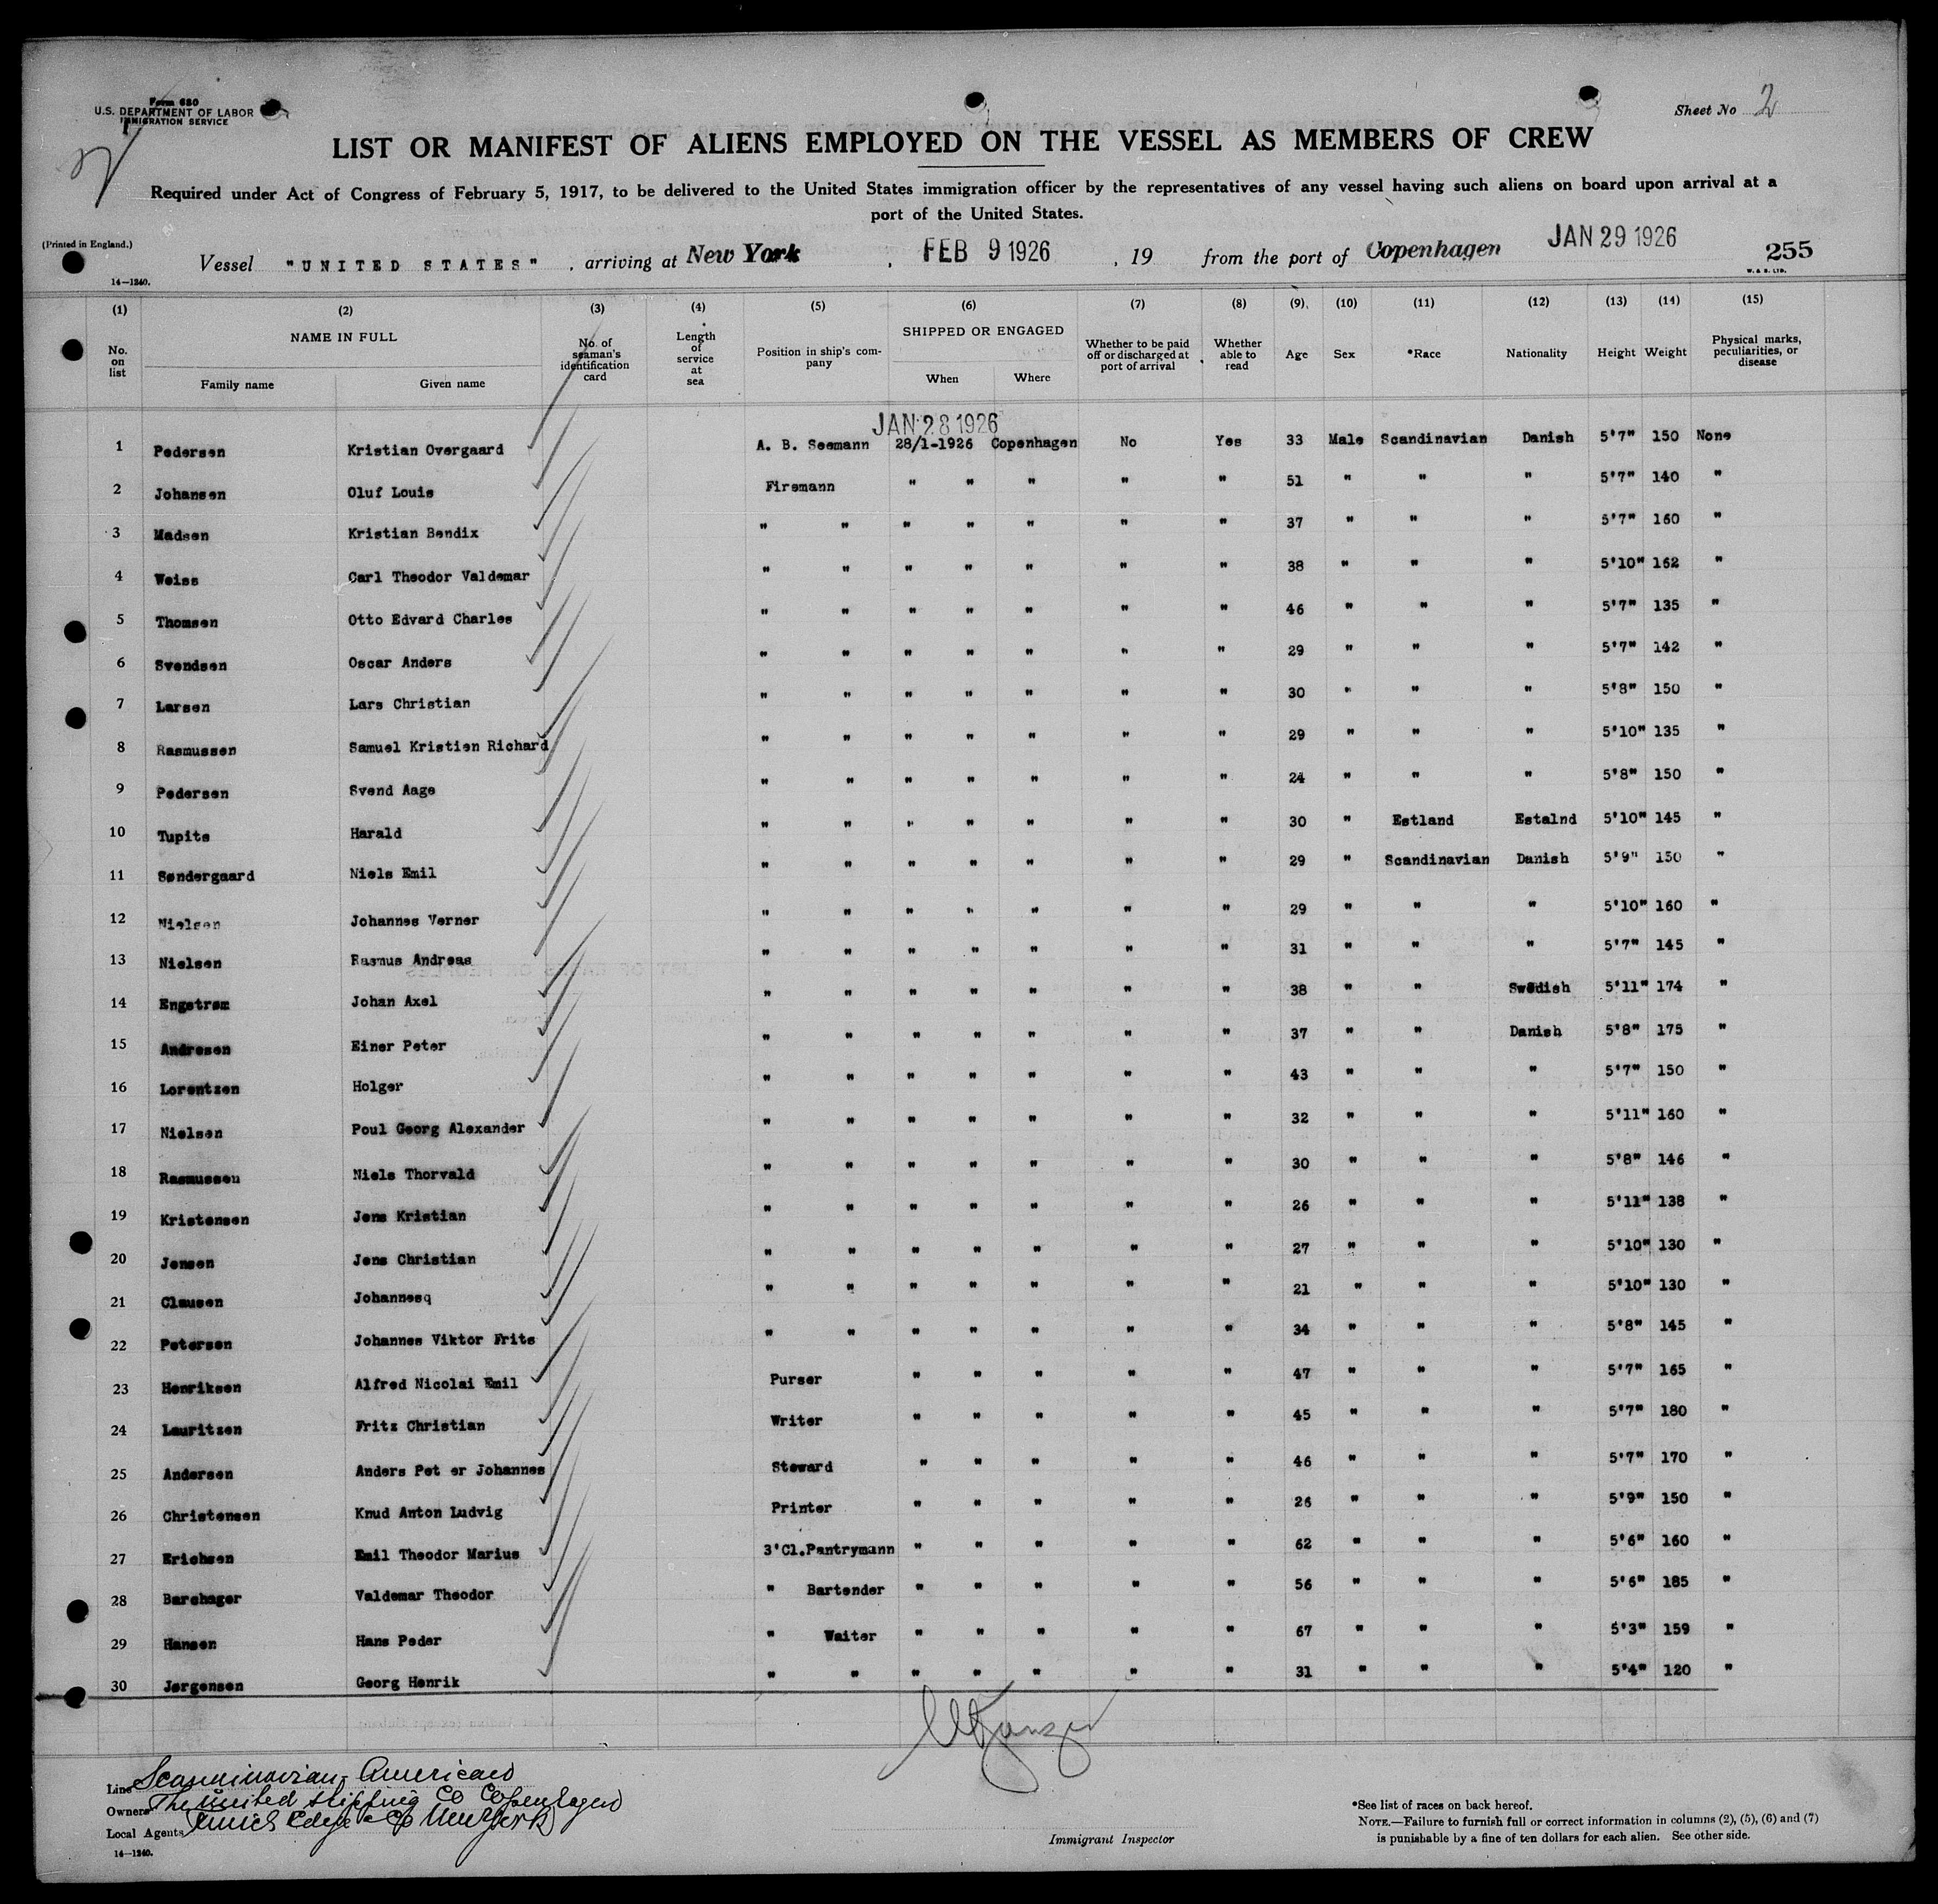 Form 680
U.S. DEPARTMENT OF LABOR
IMMIGRATION SERVICE
Sheet No 2
LIST OR MANIFEST OF ALIENS EMPLOYED ON THE VESSEL AS MEMBERS OF CREW
Required under Act of Congress of February 5, 1917, to be delivered to the United States immigration officer by the representatives of any vessel having such aliens on board upon arrival at a
port of the United States.
(Printed in England.)
Vessel "UNITED STATES" , arriving at New York , FEB 9 1926 , 19 from the port of Copenhagen JAN 29 1926 255
W. & S. LTD.
14—1240.
(1) (2) (3) (4) (5) (6) (7) (8) (9) (10) (11) (12) (13) (14) (15)
No. on list NAME IN FULL Family name Given name No. of seaman's identification card Length of service at sea Position in ship's company SHIPPED OR ENGAGED When Where Whether to be paid off or discharged at port of arrival Whether able to read Age Sex *Race Nationality Height Weight Physical marks, peculiarities, or disease
JAN 28 1926
1 Pedersen Kristian Overgaard A. B. Seemann 28/1-1926 Copenhagen No Yes 33 Male Scandinavian Danish 5'7" 150 None
2 Johansen Oluf Louis Firemann " " " " " 51 " " " 5'7" 140 "
3 Madsen Kristian Bendix " " " " " " " 37 " " " 5'7" 160 "
4 Weiss Carl Theodor Valdemar " " " " " " " 38 " " " 5'10" 162 "
5 Thomsen Otto Edvard Charles " " " " " " " 46 " " " 5'7" 135 "
6 Svendsen Oscar Anders " " " " " " " 29 " " " 5'7" 142 "
7 Larsen Lars Christian " " " " " " " 30 " " " 5'8" 150 "
8 Rasmussen Samuel Kristien Richard " " " " " " " 29 " " " 5'10" 135 "
9 Pedersen Svend Aage " " " " " " " 24 " " " 5'8" 150 "
10 Tupits Harald " " " " " " " 30 " Estland Estalnd 5'10" 145 "
11 Søndergaard Niels Emil " " " " " " " 29 " Scandinavian Danish 5'9" 150 "
12 Nielsen Johannes Verner " " " " " " " 29 " " " 5'10" 160 "
13 Nielsen Rasmus Andreas " " " " " " " 31 " " " 5'7" 145 "
14 Engstrøm Johan Axel " " " " " " " 38 " " Swedish 5'11" 174 "
15 Andresen Einer Peter " " " " " " " 37 " " Danish 5'8" 175 "
16 Lorentzen Holger " " " " " " " 43 " " " 5'7" 150 "
17 Nielsen Poul Georg Alexander " " " " " " " 32 " " " 5'11" 160 "
18 Rasmussen Niels Thorvald " " " " " " " 30 " " " 5'8" 146 "
19 Kristensen Jens Kristian " " " " " " " 26 " " " 5'11" 138 "
20 Jensen Jens Christian " " " " " " " 27 " " " 5'10" 130 "
21 Clausen Johannesq " " " " " " " 21 " " " 5'10" 130 "
22 Petersen Johannes Viktor Frits " " " " " " " 34 " " " 5'8" 145 "
23 Henriksen Alfred Nicolai Emil Purser " " " " " 47 " " " 5'7" 165 "
24 Lauritzen Fritz Christian Writer " " " " " 45 " " " 5'7" 180 "
25 Andersen Anders Pet er Johannes Steward " " " " " 46 " " " 5'7" 170 "
26 Christensen Knud Anton Ludvig Printer " " " " " 26 " " " 5'9" 150 "
27 Erichsen Emil Theodor Marius 3'Cl.Pantrymann " " " " " 62 " " " 5'6" 160 "
28 Barchager Valdemar Theodor " Bartender " " " " " 56 " " " 5'6" 185 "
29 Hansen Hans Peder " Waiter " " " " " 67 " " " 5'3" 159 "
30 Jørgensen Georg Henrik " " " " " " " 31 " " " 5'4" 120 "
Line Scandinavian-American
Owners The United Shipping Co Copenhagen
Local Agents New York
14—1240.
Immigrant Inspector
*See list of races on back hereof.
NOTE.—Failure to furnish full or correct information in columns (2), (5), (6) and (7)
is punishable by a fine of ten dollars for each alien. See other side.